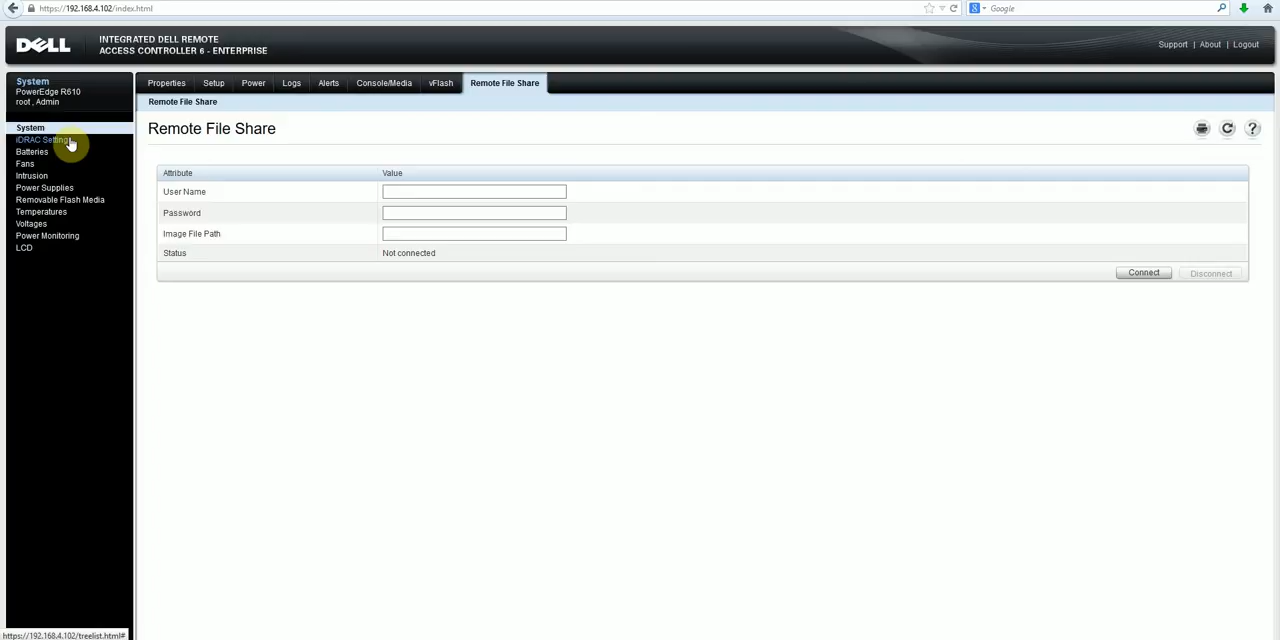 https://192.168.4.102/index.html
Google
DELL
INTEGRATED DELL REMOTE
ACCESS CONTROLLER 6 - ENTERPRISE
Support | About | Logout
System
PowerEdge R610
root , Admin
Properties Setup Power Logs Alerts Console/Media vFlash Remote File Share
Remote File Share
System
iDRAC Settings
Batteries
Fans
Intrusion
Power Supplies
Removable Flash Media
Temperatures
Voltages
Power Monitoring
LCD
Remote File Share
Attribute Value
User Name
Password
Image File Path
Status Not connected
Connect Disconnect
https://192.168.4.102/treelist.html#